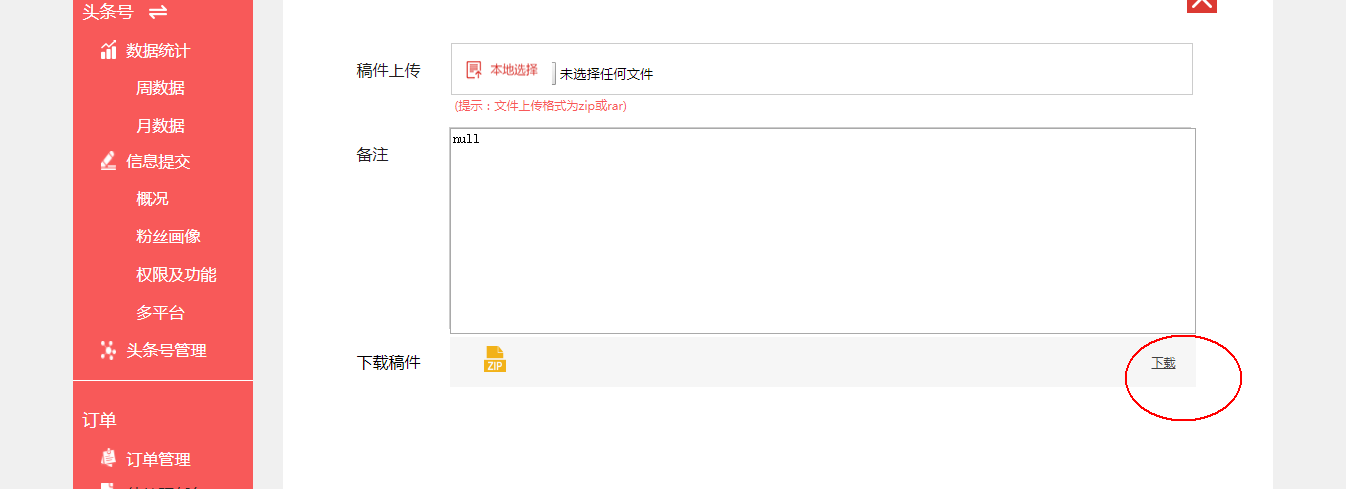 头条号
数据统计
周数据
月数据
信息提交
概况
粉丝画像
权限及功能
多平台
头条号管理
订单
订单管理
稿件上传
本地选择 未选择任何文件
(提示：文件上传格式为zip或rar)
备注
null
下载稿件
ZIP
下载